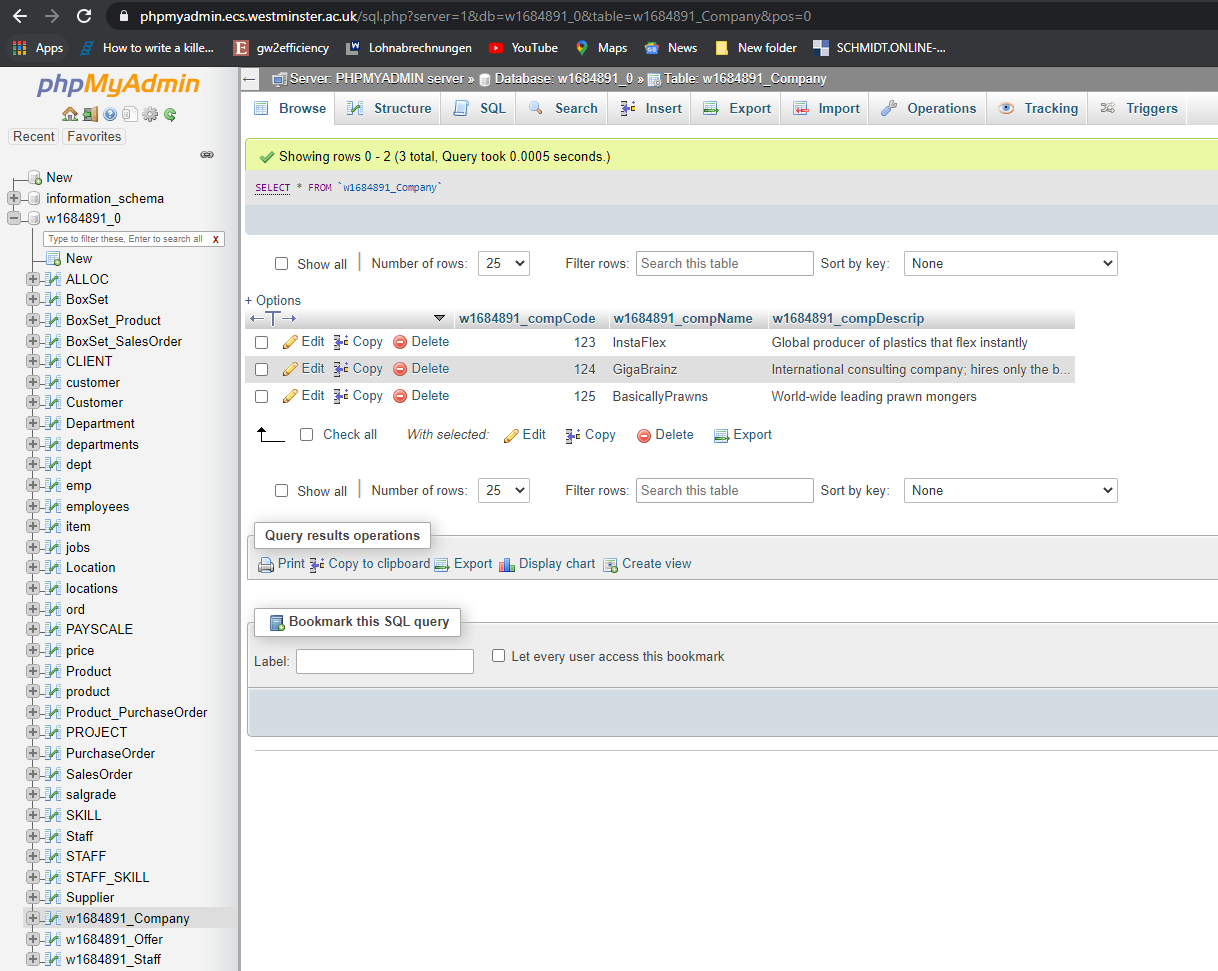 phpmyadmin.ecs.westminster.ac.uk/sql.php?server=1&db=w1684891_0&table=w1684891_Company&pos=0
Apps How to write a kille... gw2efficiency Lohnabrechnungen YouTube Maps News New folder SCHMIDT.ONLINE-...
phpMyAdmin
Recent Favorites
New
information_schema
w1684891_0
Type to filter these, Enter to search all X
New
ALLOC
BoxSet
BoxSet_Product
BoxSet_SalesOrder
CLIENT
customer
Customer
Department
departments
dept
emp
employees
item
jobs
Location
locations
ord
PAYSCALE
price
Product
product
Product_PurchaseOrder
PROJECT
PurchaseOrder
SalesOrder
salgrade
SKILL
Staff
STAFF
STAFF_SKILL
Supplier
w1684891_Company
w1684891_Offer
w1684891_Staff
Server: PHPMYADMIN server » Database: w1684891_0 » Table: w1684891_Company
Browse Structure SQL Search Insert Export Import Operations Tracking Triggers
Showing rows 0 - 2 (3 total, Query took 0.0005 seconds.)
SELECT * FROM `w1684891_Company`
Show all Number of rows: 25 Filter rows: Search this table Sort by key: None
+ Options
←T→ w1684891_compCode w1684891_compName w1684891_compDescrip
Edit Copy Delete 123 InstaFlex Global producer of plastics that flex instantly
Edit Copy Delete 124 GigaBrainz International consulting company; hires only the b...
Edit Copy Delete 125 BasicallyPrawns World-wide leading prawn mongers
Check all With selected: Edit Copy Delete Export
Show all Number of rows: 25 Filter rows: Search this table Sort by key: None
Query results operations
Print Copy to clipboard Export Display chart Create view
Bookmark this SQL query
Label: Let every user access this bookmark